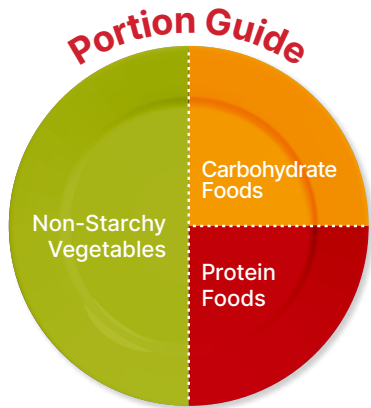 Portion Guide
Carbohydrate
Foods
Non-Starchy
Vegetables
Protein
Foods